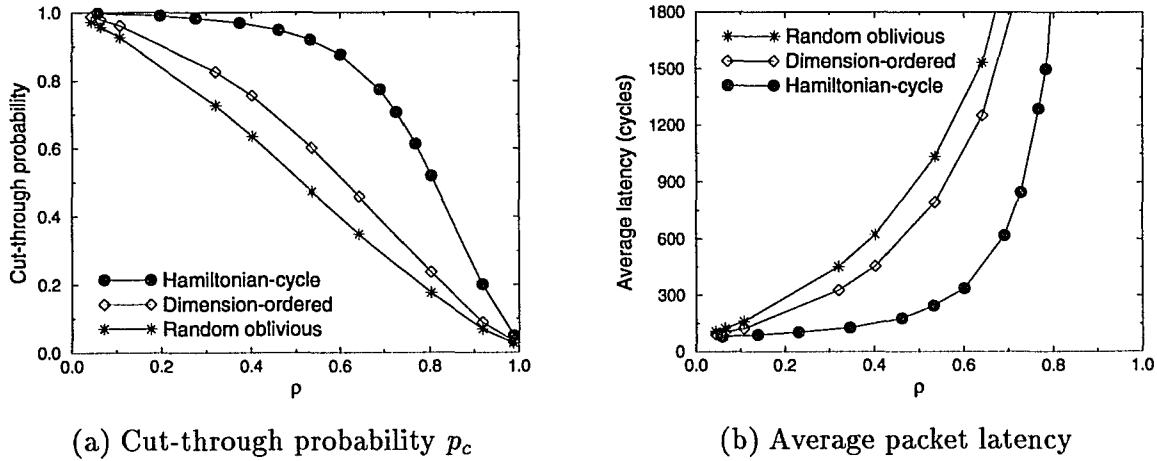 Cut-through probability
1.0
0.8
0.6
0.4
0.2
0.0
Hamiltonian-cycle
Dimension-ordered
Random oblivious
0.0 0.2 0.4 0.6 0.8 1.0
ρ
(a) Cut-through probability p_c
Average latency (cycles)
1800
1500
1200
900
600
300
0
Random oblivious
Dimension-ordered
Hamiltonian-cycle
0.0 0.2 0.4 0.6 0.8 1.0
ρ
(b) Average packet latency